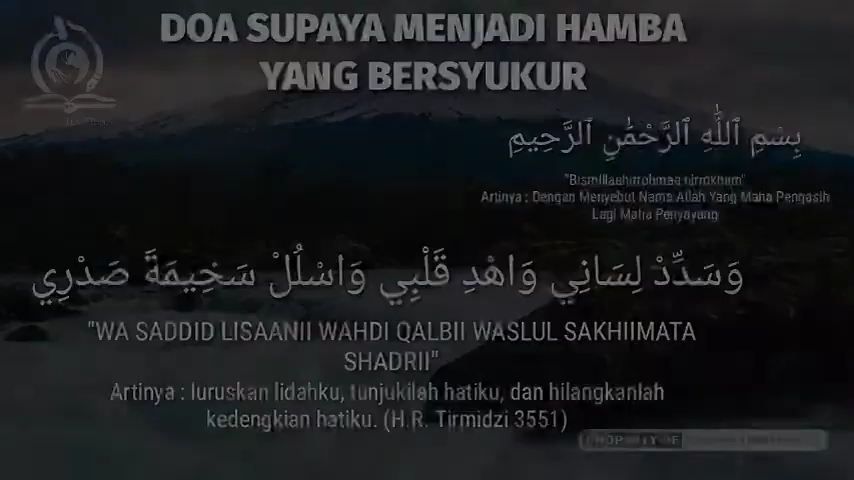 DOA SUPAYA MENJADI HAMBA
YANG BERSYUKUR
بِسْمِ ٱللَّهِ ٱلرَّحْمَٰنِ ٱلرَّحِيمِ
Artinya : Dengan Menyebut Nama Allah Yang Maha Pengasih
Lagi Maha Penyayang
وَسَدِّدْ لِسَانِي وَاهْدِ قَلْبِي وَاسْلُلْ سَخِيمَةَ صَدْرِي
"WA SADDID LISAANII WAHDI QALBII WASLUL SAKHIIMATA
SHADRII"
Artinya : luruskan lidahku, tunjukilah hatiku, dan hilangkanlah
kedengkian hatiku. (H.R. Tirmidzi 3551)
PROPERTY OF